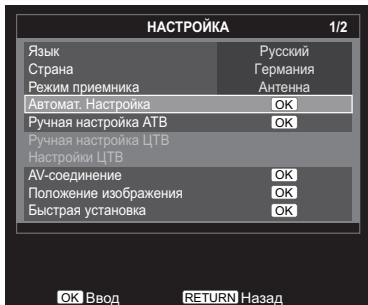 НАСТРОЙКА 1/2
Язык Русский
Страна Германия
Режим приемника Антенна
Автомат. Настройка OK
Ручная настройка АТВ OK
Ручная настройка ЦТВ
Настройки ЦТВ
AV-соединение OK
Положение изображения OK
Быстрая установка OK
OK Ввод RETURN Назад